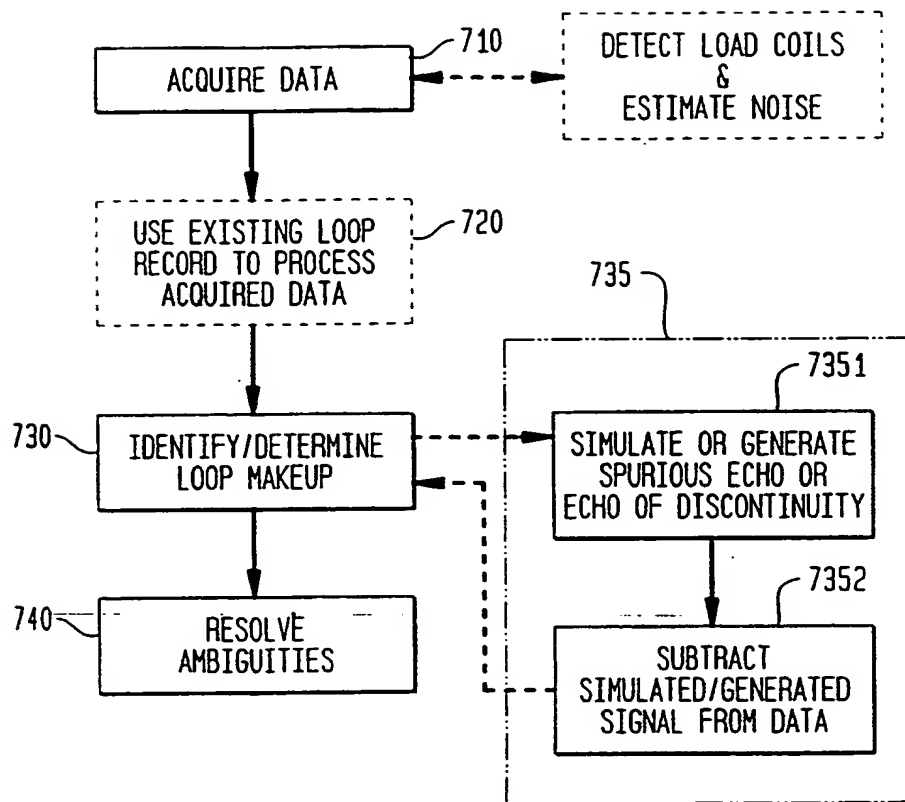 710
ACQUIRE DATA
DETECT LOAD COILS
&
ESTIMATE NOISE
720
USE EXISTING LOOP
RECORD TO PROCESS
ACQUIRED DATA
735
7351
730
IDENTIFY/DETERMINE
LOOP MAKEUP
SIMULATE OR GENERATE
SPURIOUS ECHO OR
ECHO OF DISCONTINUITY
7352
740
RESOLVE
AMBIGUITIES
SUBTRACT
SIMULATED/GENERATED
SIGNAL FROM DATA